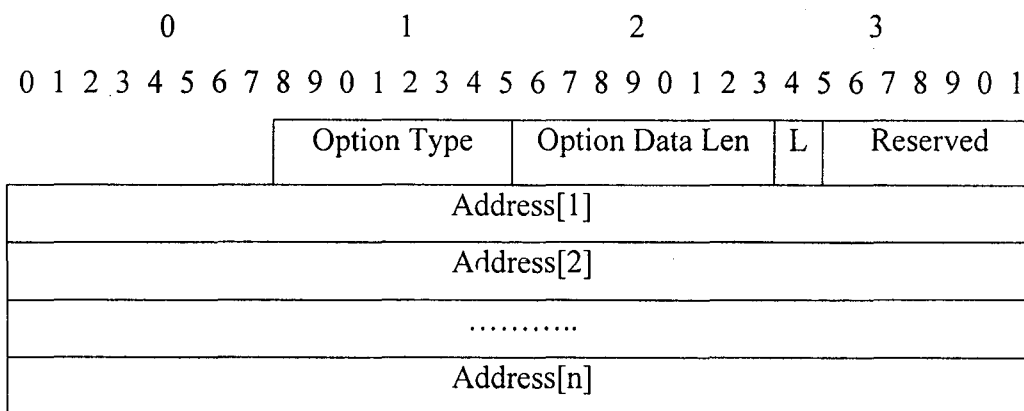 0 1 2 3
0 1 2 3 4 5 6 7 8 9 0 1 2 3 4 5 6 7 8 9 0 1 2 3 4 5 6 7 8 9 0 1
Option Type Option Data Len L Reserved
Address[1]
Address[2]
...........
Address[n]